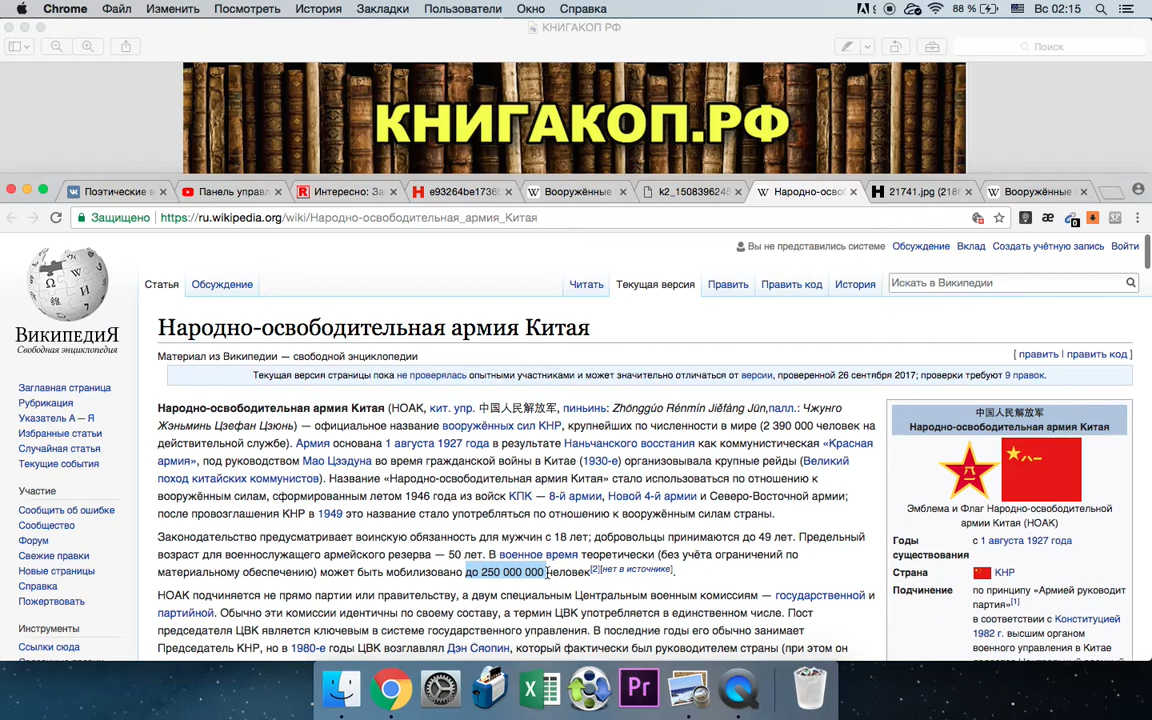 Chrome Файл Изменить Посмотреть История Закладки Пользователи Окно Справка 88 % Вс 02:15
КНИГАКОП РФ
Поиск
КНИГАКОП.РФ
Поэтические в Панель управл Интересно: За e93264be1736b Вооружённые k2_1508396245 Народно-осво 21741.jpg (218 Вооружённые
Защищено https://ru.wikipedia.org/wiki/Народно-освободительная_армия_Китая
Вы не представились системе Обсуждение Вклад Создать учётную запись Войти
Статья Обсуждение Читать Текущая версия Править Править код История Искать в Википедии
ВикипедиЯ
Свободная энциклопедия
Заглавная страница
Рубрикация
Указатель А — Я
Избранные статьи
Случайная статья
Текущие события
Участие
Сообщить об ошибке
Сообщество
Форум
Свежие правки
Новые страницы
Справка
Пожертвовать
Инструменты
Ссылки сюда
Народно-освободительная армия Китая
Материал из Википедии — свободной энциклопедии [ править | править код ]
Текущая версия страницы пока не проверялась опытными участниками и может значительно отличаться от версии, проверенной 26 сентября 2017; проверки требуют 9 правок.
Народно-освободительная армия Китая (НОАК, кит. упр. 中国人民解放军, пиньинь: Zhōngguó Rénmín Jiěfàng Jūn,палл.: Чжунго
Жэньминь Цзефан Цзюнь) — официальное название вооружённых сил КНР, крупнейших по численности в мире (2 390 000 человек на
действительной службе). Армия основана 1 августа 1927 года в результате Наньчанского восстания как коммунистическая «Красная
армия», под руководством Мао Цзэдуна во время гражданской войны в Китае (1930-е) организовывала крупные рейды (Великий
поход китайских коммунистов). Название «Народно-освободительная армия Китая» стало использоваться по отношению к
вооружённым силам, сформированным летом 1946 года из войск КПК — 8-й армии, Новой 4-й армии и Северо-Восточной армии;
после провозглашения КНР в 1949 это название стало употребляться по отношению к вооружённым силам страны.
Законодательство предусматривает воинскую обязанность для мужчин с 18 лет; добровольцы принимаются до 49 лет. Предельный
возраст для военнослужащего армейского резерва — 50 лет. В военное время теоретически (без учёта ограничений по
материальному обеспечению) может быть мобилизовано до 250 000 000 человек[2][нет в источнике].
НОАК подчиняется не прямо партии или правительству, а двум специальным Центральным военным комиссиям — государственной и
партийной. Обычно эти комиссии идентичны по своему составу, а термин ЦВК употребляется в единственном числе. Пост
председателя ЦВК является ключевым в системе государственного управления. В последние годы его обычно занимает
Председатель КНР, но в 1980-е годы ЦВК возглавлял Дэн Сяопин, который фактически был руководителем страны (при этом он
中国人民解放军
Народно-освободительная армия Китая
Эмблема и Флаг Народно-освободительной
армии Китая (НОАК)
Годы существования с 1 августа 1927 года
Страна КНР
Подчинение по принципу «Армией руководит
партия»[1]
в соответствии с Конституцией
1982 г. высшим органом
военного управления в Китае